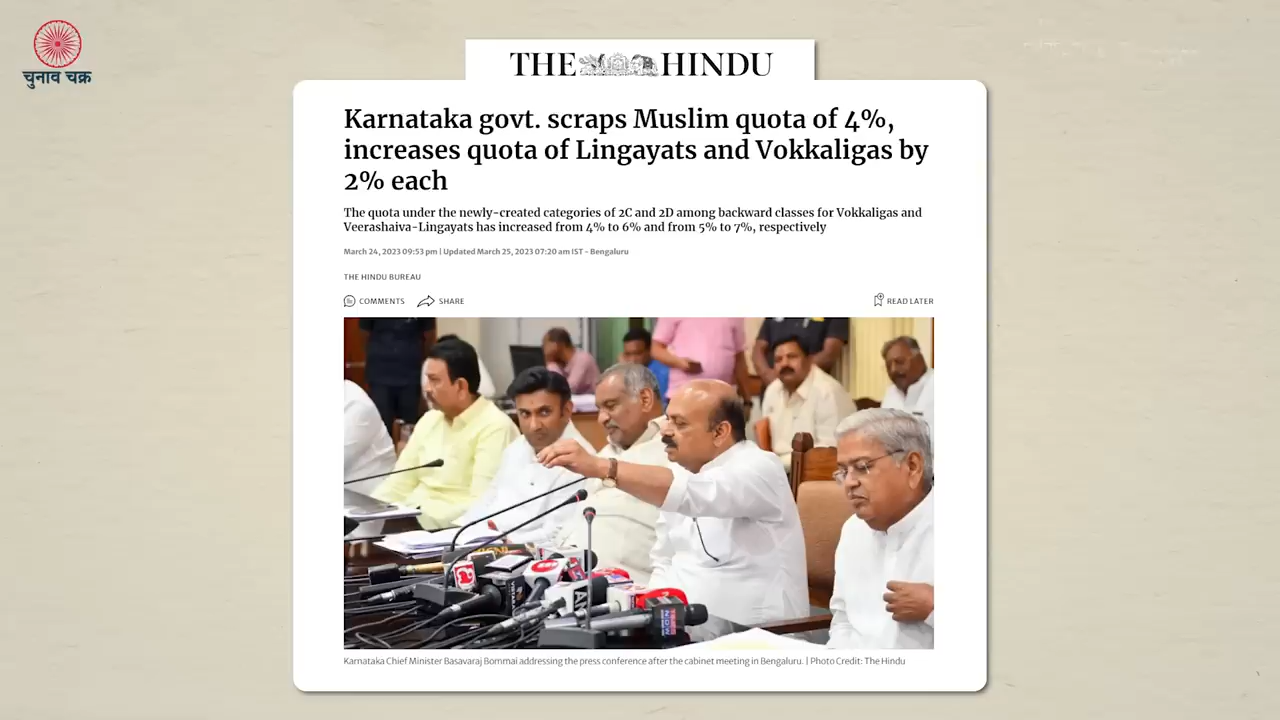 चुनाव चक्र
THE HINDU
Karnataka govt. scraps Muslim quota of 4%,
increases quota of Lingayats and Vokkaligas by
2% each
The quota under the newly-created categories of 2C and 2D among backward classes for Vokkaligas and
Veerashaiva-Lingayats has increased from 4% to 6% and from 5% to 7%, respectively
March 24, 2023 09:53 pm | Updated March 25, 2023 07:20 am IST - Bengaluru
THE HINDU BUREAU
COMMENTS SHARE READ LATER
Karnataka Chief Minister Basavaraj Bommai addressing the press conference after the cabinet meeting in Bengaluru. | Photo Credit: The Hindu